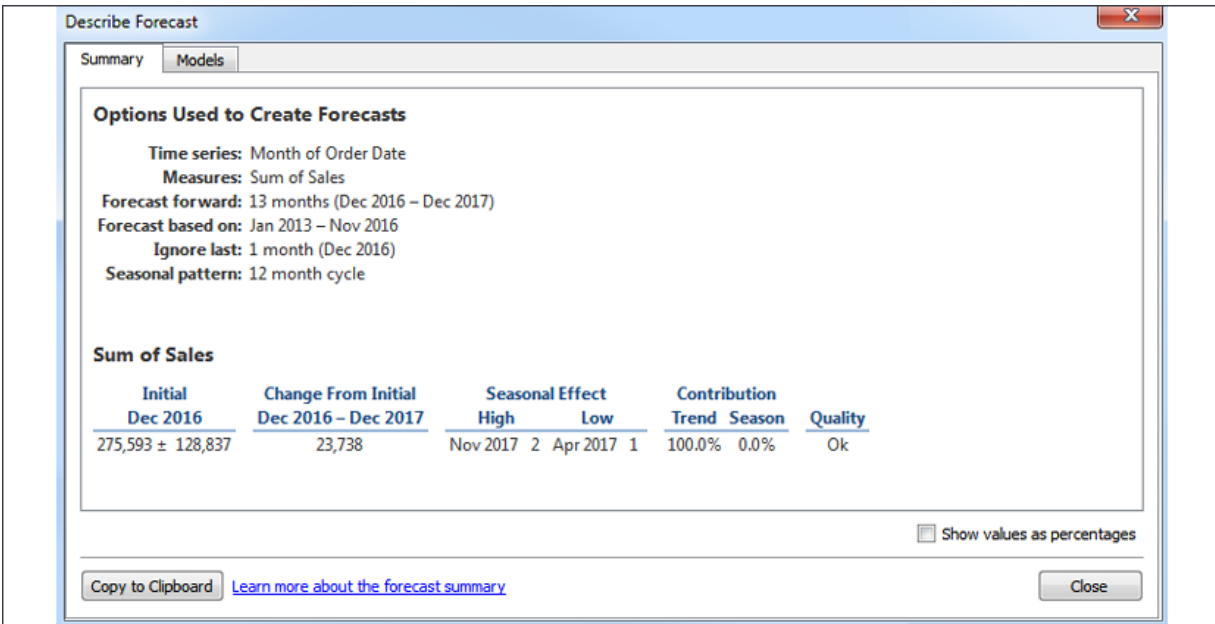 Describe Forecast
X
Summary Models
Options Used to Create Forecasts
Time series: Month of Order Date
Measures: Sum of Sales
Forecast forward: 13 months (Dec 2016 – Dec 2017)
Forecast based on: Jan 2013 – Nov 2016
Ignore last: 1 month (Dec 2016)
Seasonal pattern: 12 month cycle
Sum of Sales
Initial Change From Initial Seasonal Effect Contribution
Dec 2016 Dec 2016 – Dec 2017 High Low Trend Season Quality
275,593 ± 128,837 23,738 Nov 2017 2 Apr 2017 1 100.0% 0.0% Ok
Show values as percentages
Copy to Clipboard Learn more about the forecast summary Close